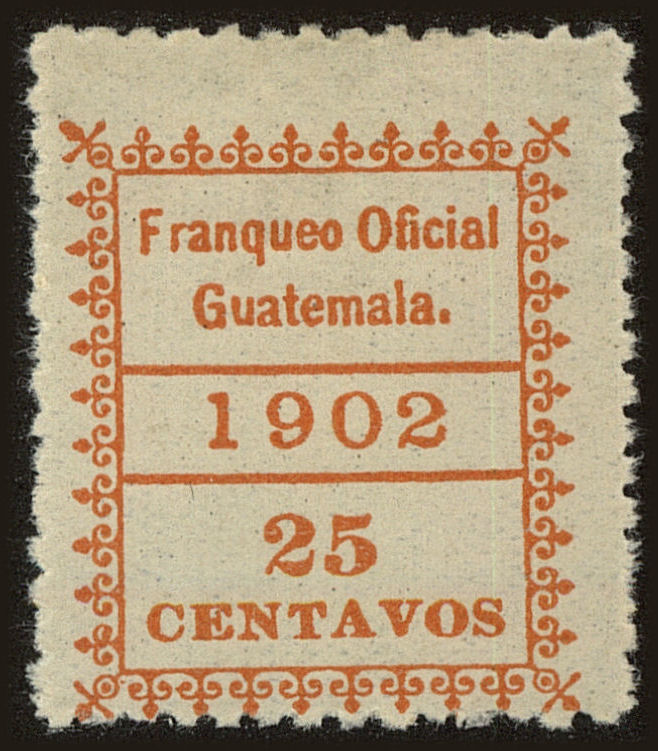 Franqueo Oficial
Guatemala.
1902
25
CENTAVOS